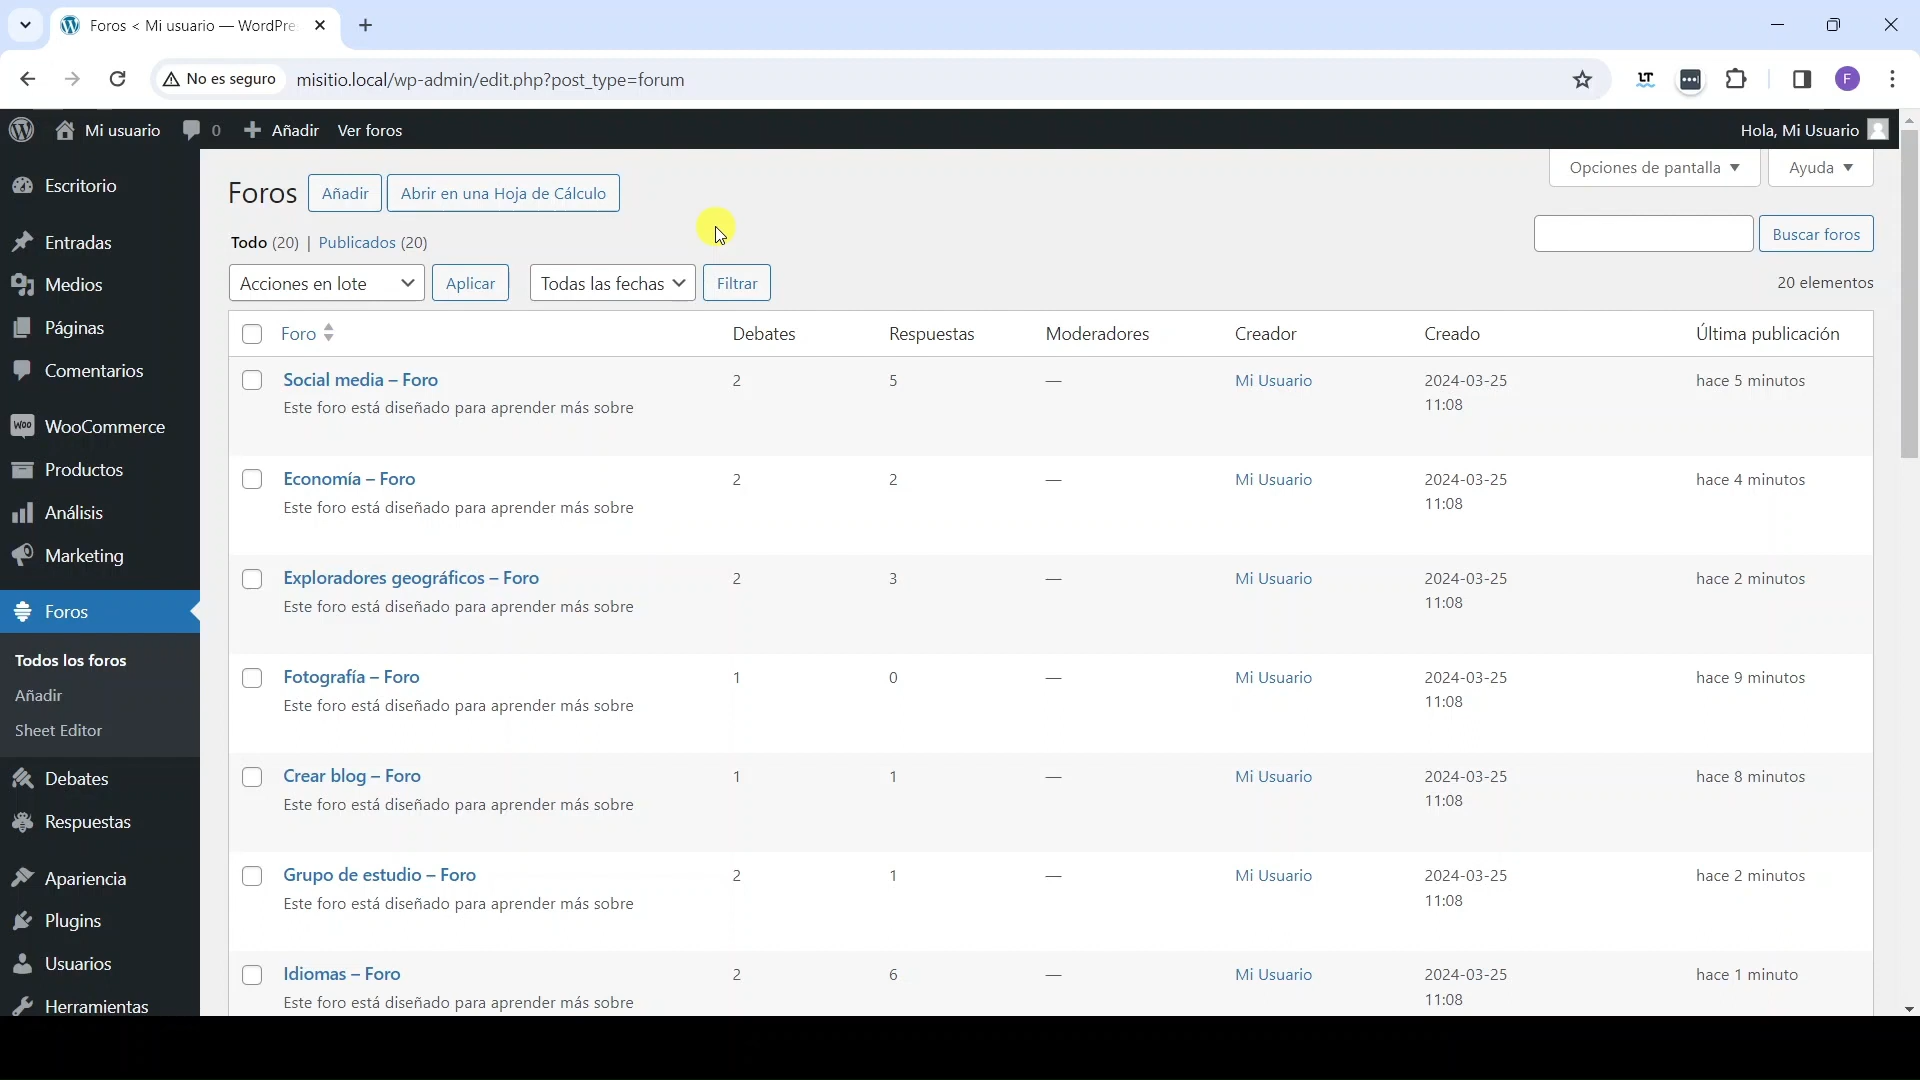 Foros < Mi usuario — WordPre
No es seguro
misitio.local/wp-admin/edit.php?post_type=forum
LT
F
Mi usuario
0
Añadir
Ver foros
Hola, Mi Usuario
Escritorio
Entradas
Medios
Páginas
Comentarios
Woo
WooCommerce
Productos
Análisis
Marketing
Foros
Todos los foros
Añadir
Sheet Editor
Debates
Respuestas
Apariencia
Plugins
Usuarios
Herramientas
Opciones de pantalla
Ayuda
Foros
Añadir
Abrir en una Hoja de Cálculo
Todo (20) | Publicados (20)
Buscar foros
Acciones en lote
Aplicar
Todas las fechas
Filtrar
20 elementos
Foro
Debates
Respuestas
Moderadores
Creador
Creado
Última publicación
Social media – Foro
Este foro está diseñado para aprender más sobre
2
5
—
Mi Usuario
2024-03-25
11:08
hace 5 minutos
Economía – Foro
Este foro está diseñado para aprender más sobre
2
2
—
Mi Usuario
2024-03-25
11:08
hace 4 minutos
Exploradores geográficos – Foro
Este foro está diseñado para aprender más sobre
2
3
—
Mi Usuario
2024-03-25
11:08
hace 2 minutos
Fotografía – Foro
Este foro está diseñado para aprender más sobre
1
0
—
Mi Usuario
2024-03-25
11:08
hace 9 minutos
Crear blog – Foro
Este foro está diseñado para aprender más sobre
1
1
—
Mi Usuario
2024-03-25
11:08
hace 8 minutos
Grupo de estudio – Foro
Este foro está diseñado para aprender más sobre
2
1
—
Mi Usuario
2024-03-25
11:08
hace 2 minutos
Idiomas – Foro
Este foro está diseñado para aprender más sobre
2
6
—
Mi Usuario
2024-03-25
11:08
hace 1 minuto